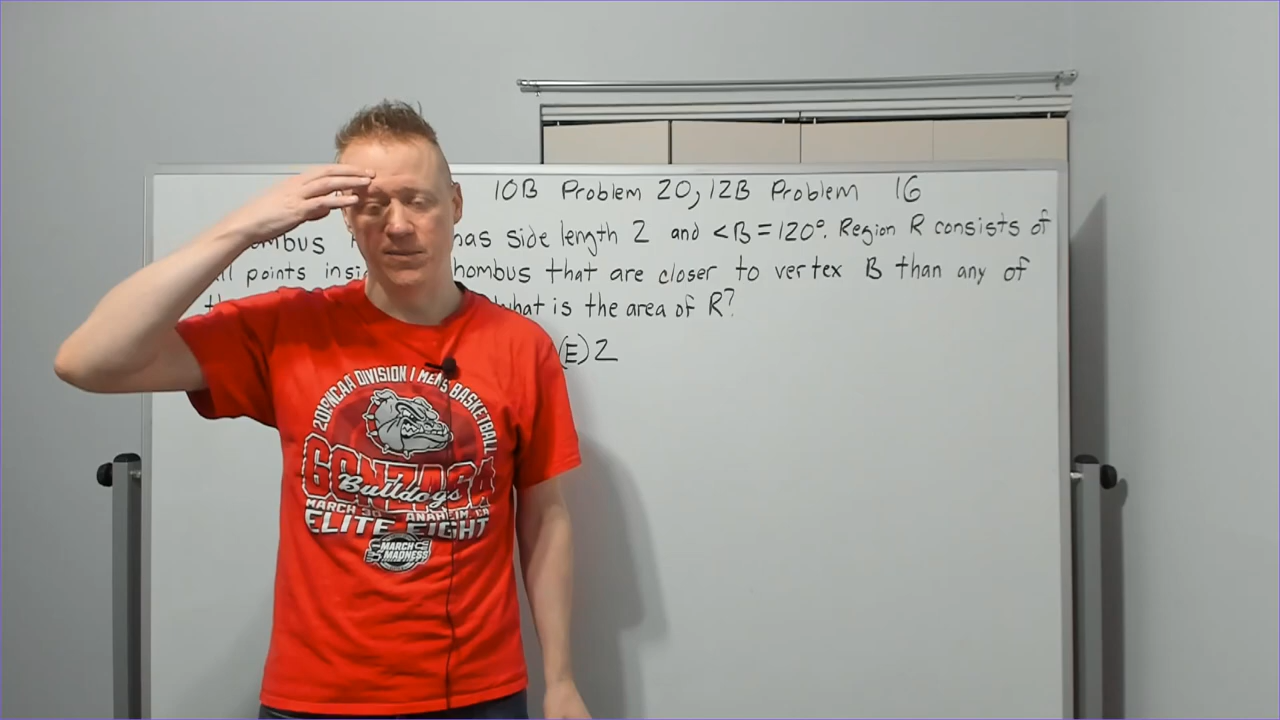 10B Problem 20, 12B Problem 16
has side length 2 and <B = 120°. Region R consists of
points that are closer to vertex B than any of
What is the area of R?
(E) 2
2019 NCAA DIVISION I MEN'S BASKETBALL
GONZAGA
Bulldogs
MARCH 30 ANAHEIM, CA
ELITE EIGHT
MARCH
MADNESS